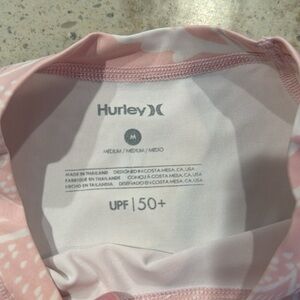 Hurley
M
MEDIUM / MEDIUM / MEDIO
MADE IN THAILAND DESIGNED IN COSTA MESA, CA, USA
FABRIQUÉ EN THAÏLANDE CONÇU À COSTA MESA, CA, USA
HECHO EN TAILANDIA DISEÑADO EN COSTA MESA, CA, USA
UPF | 50+